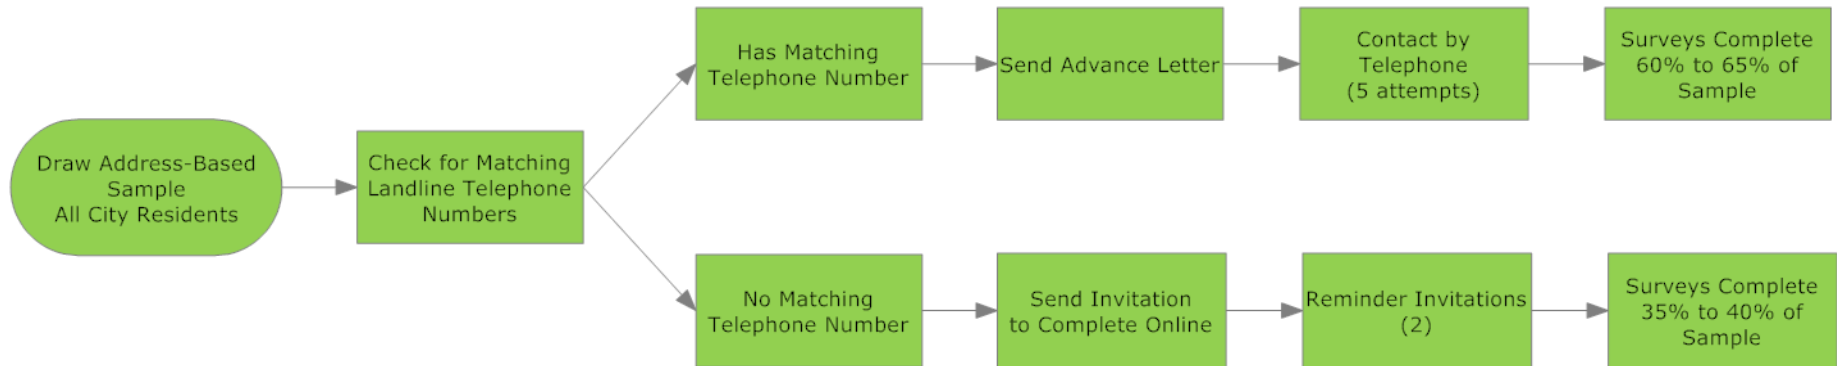 Draw Address-Based
Sample
All City Residents
Check for Matching
Landline Telephone
Numbers
Has Matching
Telephone Number
Send Advance Letter
Contact by
Telephone
(5 attempts)
Surveys Complete
60% to 65% of
Sample
No Matching
Telephone Number
Send Invitation
to Complete Online
Reminder Invitations
(2)
Surveys Complete
35% to 40% of
Sample